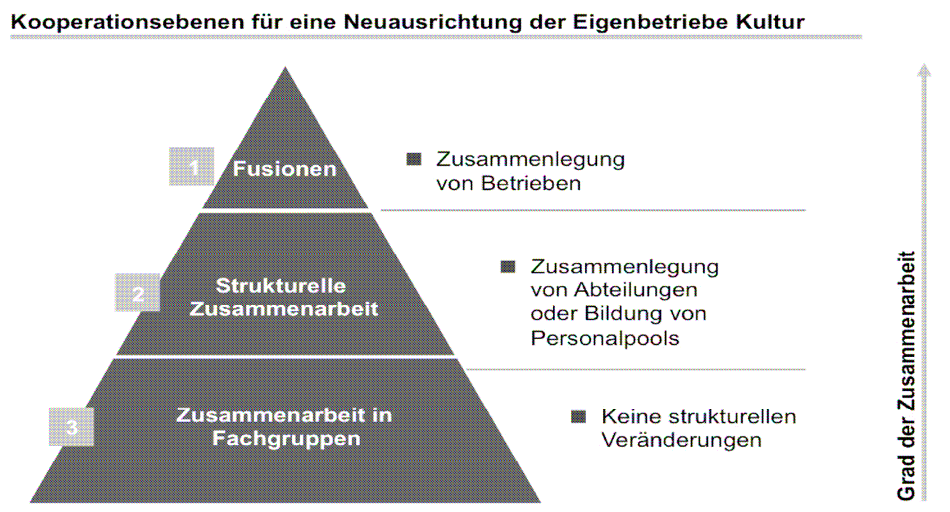 Kooperationsebenen für eine Neuausrichtung der Eigenbetriebe Kultur
1
Fusionen
Zusammenlegung
von Betrieben
2
Strukturelle
Zusammenarbeit
Zusammenlegung
von Abteilungen
oder Bildung von
Personalpools
3
Zusammenarbeit in
Fachgruppen
Keine strukturellen
Veränderungen
Grad der Zusammenarbeit